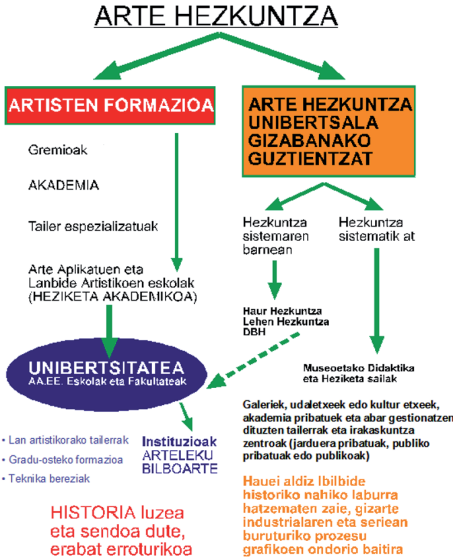 ARTE HEZKUNTZA
ARTISTEN FORMAZIOA
Gremioak
AKADEMIA
Tailer espezializatuak
Arte Aplikatuen eta
Lanbide Artistikoen eskolak
(HEZIKETA AKADEMIKOA)
UNIBERTSITATEA
AA.EE. Eskolak eta Fakultateak
• Lan artistikorako tailerrak
• Gradu-osteko formazioa
• Teknika bereziak
Instituzioak
ARTELEKU
BILBOARTE
HISTORIA luzea
eta sendoa dute,
erabat erroturikoa
ARTE HEZKUNTZA
UNIBERTSALA
GIZABANAKO
GUZTIENTZAT
Hezkuntza
sistemaren
barnean
Hezkuntza
sistematik at
Haur Hezkuntza
Lehen Hezkuntza
DBH
Museoetako Didaktika
eta Heziketa sailak
Galeriek, udaletxeek edo kultur etxeek,
akademia pribatuek eta abar gestionatzen
dituzten tailerrak eta irakaskuntza
zentroak (jarduera pribatuak, publiko
pribatuak edo publikoak)
Hauei aldiz Ibilbide
historiko nahiko laburra
hatzematen zaie, gizarte
industrialaren eta seriean
buruturiko prozesu
grafikoen ondorio baitira